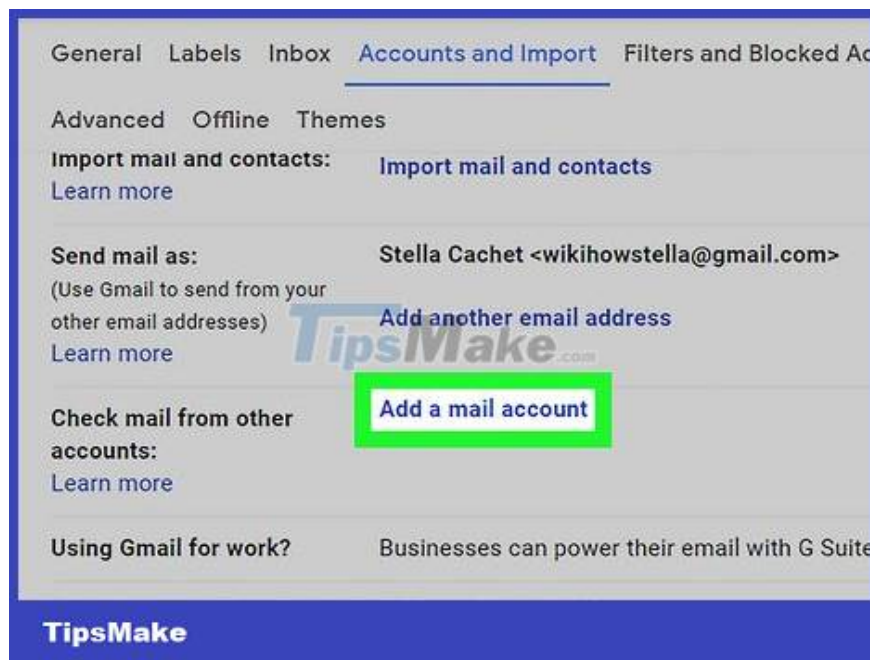 General Labels Inbox Accounts and Import Filters and Blocked Ac
Advanced Offline Themes
Import mail and contacts: Import mail and contacts
Learn more
Send mail as: Stella Cachet <wikihowstella@gmail.com>
(Use Gmail to send from your
other email addresses) Add another email address
TipsMake.com
Learn more
Add a mail account
Check mail from other
accounts:
Learn more
Using Gmail for work? Businesses can power their email with G Suite
TipsMake